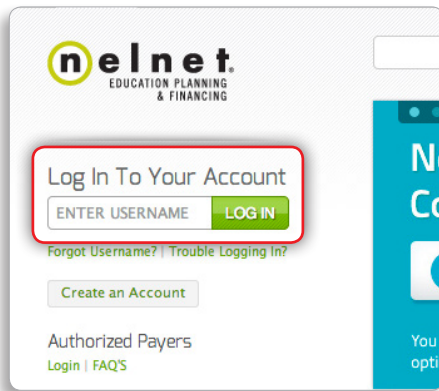 nelnet.
EDUCATION PLANNING
& FINANCING
Log In To Your Account
ENTER USERNAME LOG IN
Forgot Username? | Trouble Logging In?
Create an Account
Authorized Payers
Login | FAQ'S
You